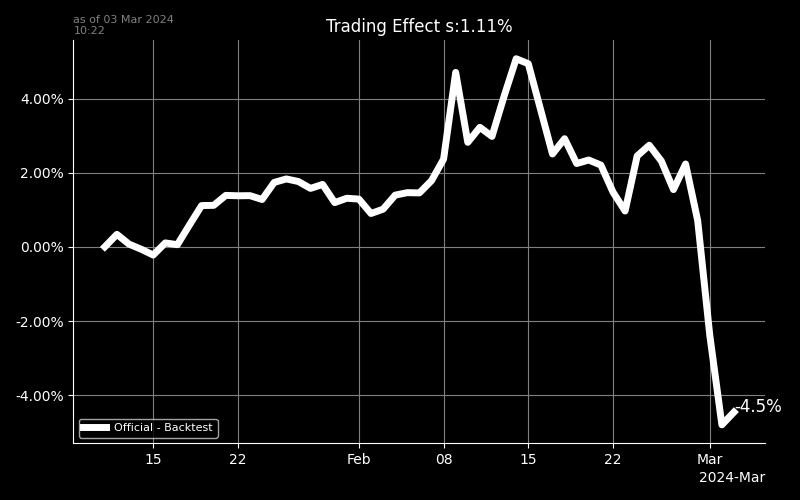 as of 03 Mar 2024
10:22
Trading Effect s:1.11%
4.00%
2.00%
0.00%
-2.00%
-4.00%
-4.5%
Official - Backtest
15 22 Feb 08 15 22 Mar
2024-Mar